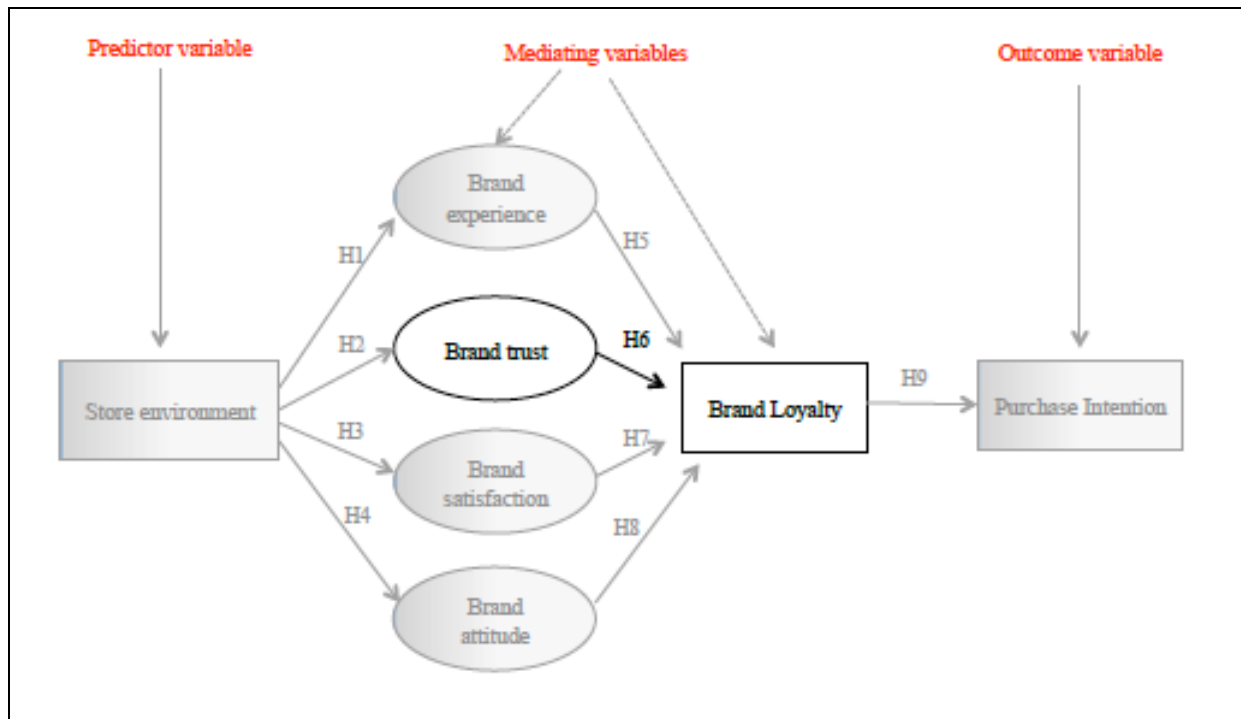 Predictor variable
Mediating variables
Outcome variable
Brand
experience
H1
H5
H2
Brand trust
H6
Store environment
Brand Loyalty
H9
Purchase Intention
H3
Brand
satisfaction
H7
H4
H8
Brand
attitude